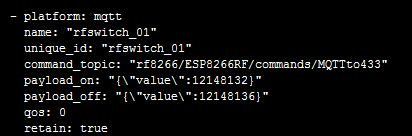 - platform: mqtt
name: "rfswitch_01"
unique_id: "rfswitch_01"
command_topic: "rf8266/ESP8266RF/commands/MQTTto433"
payload_on: "{\"value\":12148132}"
payload_off: "{\"value\":12148136}"
qos: 0
retain: true